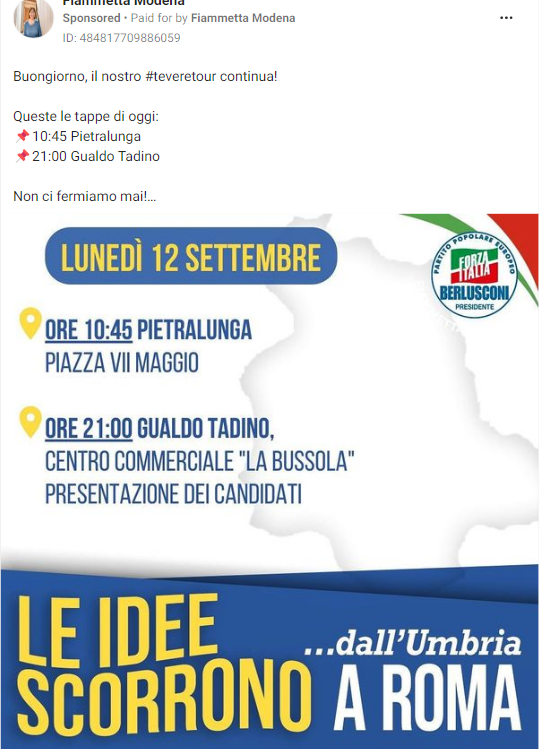 Fiammetta Modena
Sponsored • Paid for by Fiammetta Modena
ID: 484817709886059
Buongiorno, il nostro #teveretour continua!
Queste le tappe di oggi:
📌10:45 Pietralunga
📌21:00 Gualdo Tadino
Non ci fermiamo mai!...
LUNEDÌ 12 SETTEMBRE
PARTITO POPOLARE EUROPEO
FORZA
ITALIA
BERLUSCONI
PRESIDENTE
ORE 10:45 PIETRALUNGA
PIAZZA VII MAGGIO
ORE 21:00 GUALDO TADINO,
CENTRO COMMERCIALE "LA BUSSOLA"
PRESENTAZIONE DEI CANDIDATI
LE IDEE
SCORRONO
...dall'Umbria
A ROMA